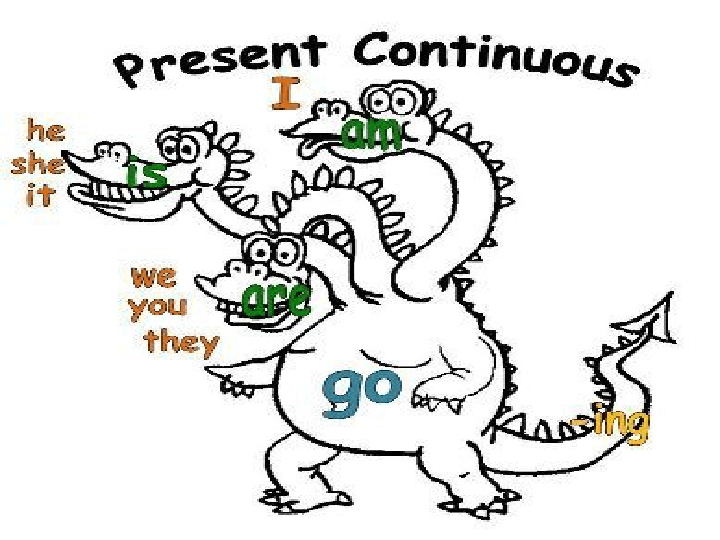 Present Continuous
I
am
he
she
it
is
we
you
they
are
go
-ing